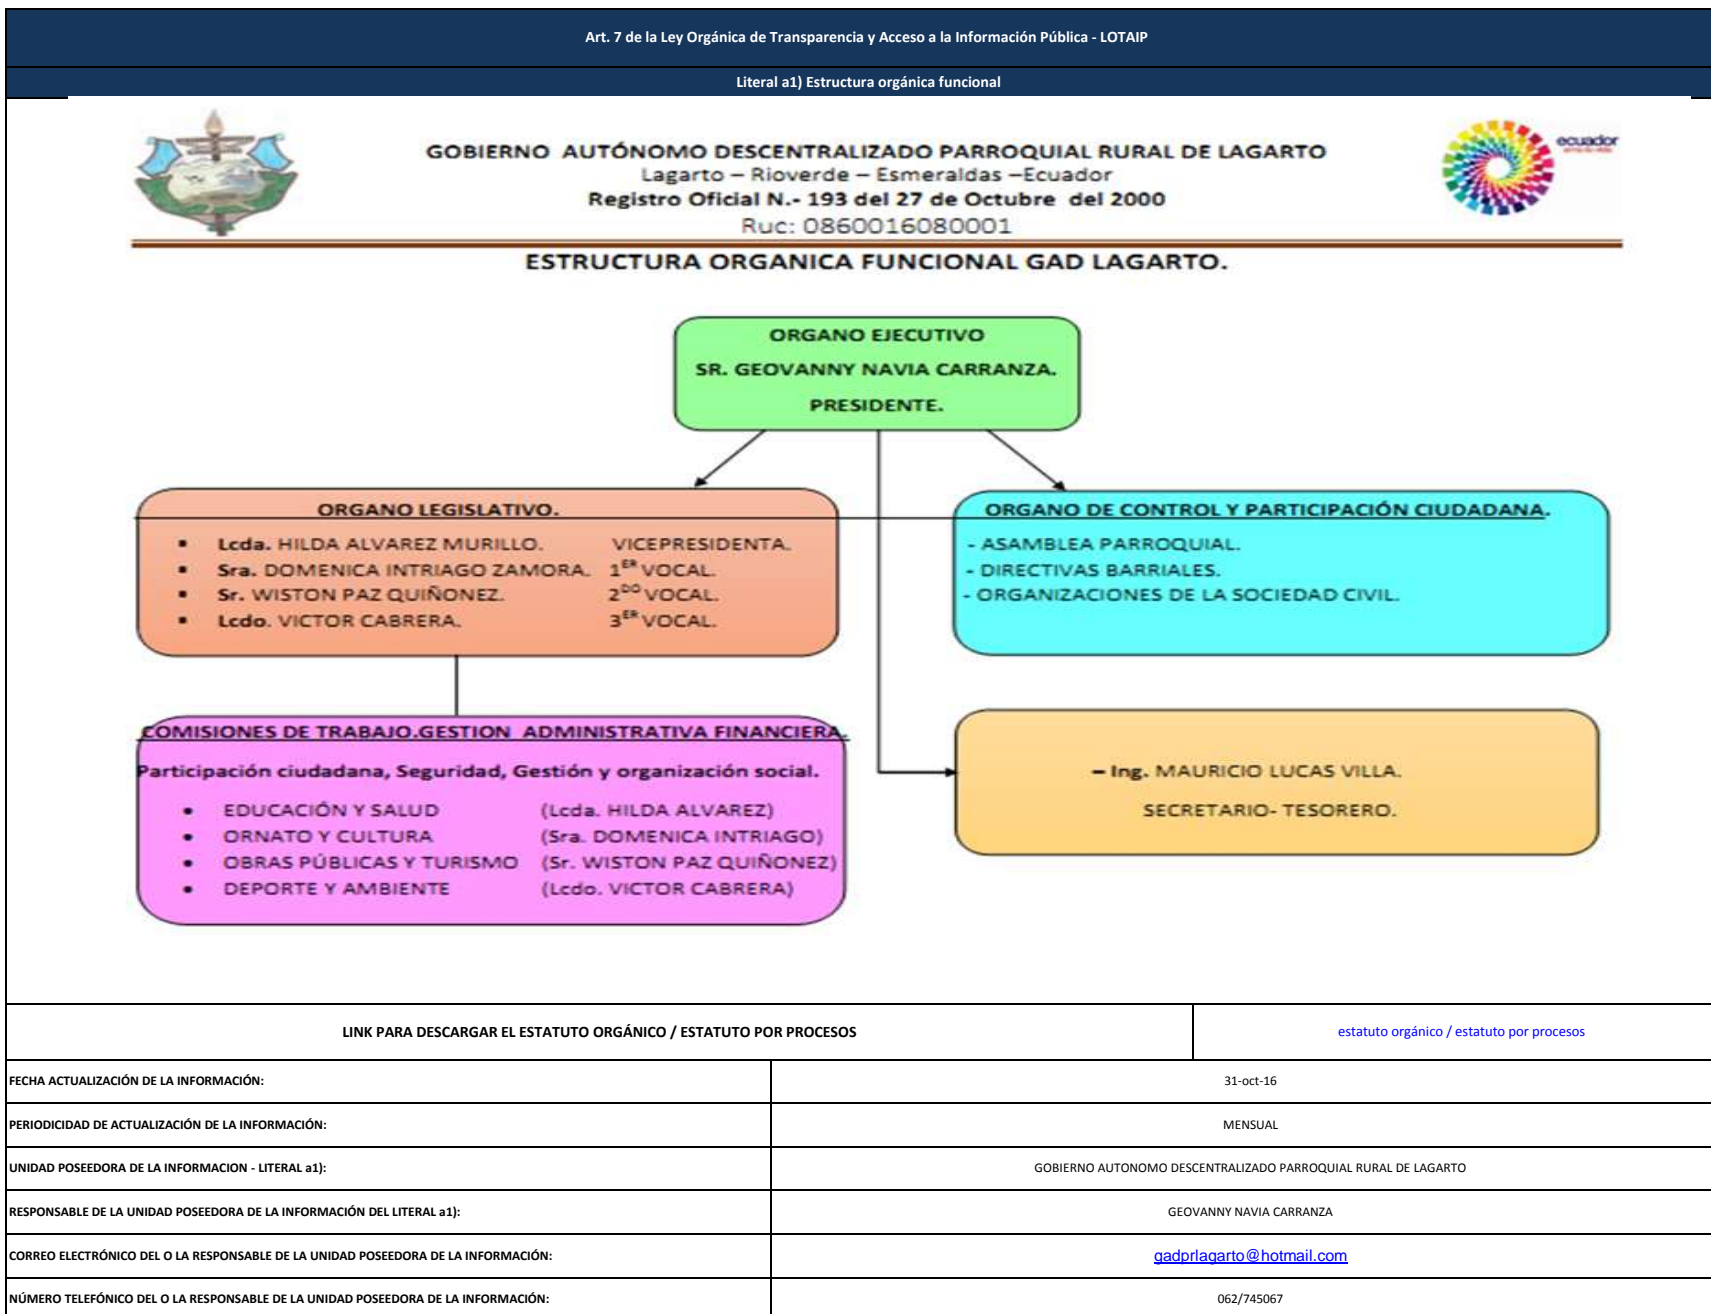 Art. 7 de la Ley Orgánica de Transparencia y Acceso a la Información Pública - LOTAIP
Literal a1) Estructura orgánica funcional
GOBIERNO AUTÓNOMO DESCENTRALIZADO PARROQUIAL RURAL DE LAGARTO
Lagarto – Rioverde – Esmeraldas –Ecuador
Registro Oficial N.- 193 del 27 de Octubre del 2000
Ruc: 0860016080001
ecuador
ESTRUCTURA ORGANICA FUNCIONAL GAD LAGARTO.
ORGANO EJECUTIVO
SR. GEOVANNY NAVIA CARRANZA.
PRESIDENTE.
ORGANO LEGISLATIVO.
▪ Lcda. HILDA ALVAREZ MURILLO. VICEPRESIDENTA.
▪ Sra. DOMENICA INTRIAGO ZAMORA. 1ER VOCAL.
▪ Sr. WISTON PAZ QUIÑONEZ. 2DO VOCAL.
▪ Lcdo. VICTOR CABRERA. 3ER VOCAL.
ORGANO DE CONTROL Y PARTICIPACIÓN CIUDADANA.
- ASAMBLEA PARROQUIAL.
- DIRECTIVAS BARRIALES.
- ORGANIZACIONES DE LA SOCIEDAD CIVIL.
COMISIONES DE TRABAJO.GESTION ADMINISTRATIVA FINANCIERA.
Participación ciudadana, Seguridad, Gestión y organización social.
• EDUCACIÓN Y SALUD (Lcda. HILDA ALVAREZ)
• ORNATO Y CULTURA (Sra. DOMENICA INTRIAGO)
• OBRAS PÚBLICAS Y TURISMO (Sr. WISTON PAZ QUIÑONEZ)
• DEPORTE Y AMBIENTE (Lcdo. VICTOR CABRERA)
– Ing. MAURICIO LUCAS VILLA.
SECRETARIO- TESORERO.
LINK PARA DESCARGAR EL ESTATUTO ORGÁNICO / ESTATUTO POR PROCESOS estatuto orgánico / estatuto por procesos
FECHA ACTUALIZACIÓN DE LA INFORMACIÓN: 31-oct-16
PERIODICIDAD DE ACTUALIZACIÓN DE LA INFORMACIÓN: MENSUAL
UNIDAD POSEEDORA DE LA INFORMACION - LITERAL a1): GOBIERNO AUTONOMO DESCENTRALIZADO PARROQUIAL RURAL DE LAGARTO
RESPONSABLE DE LA UNIDAD POSEEDORA DE LA INFORMACIÓN DEL LITERAL a1): GEOVANNY NAVIA CARRANZA
CORREO ELECTRÓNICO DEL O LA RESPONSABLE DE LA UNIDAD POSEEDORA DE LA INFORMACIÓN: gadprlagarto@hotmail.com
NÚMERO TELEFÓNICO DEL O LA RESPONSABLE DE LA UNIDAD POSEEDORA DE LA INFORMACIÓN: 062/745067